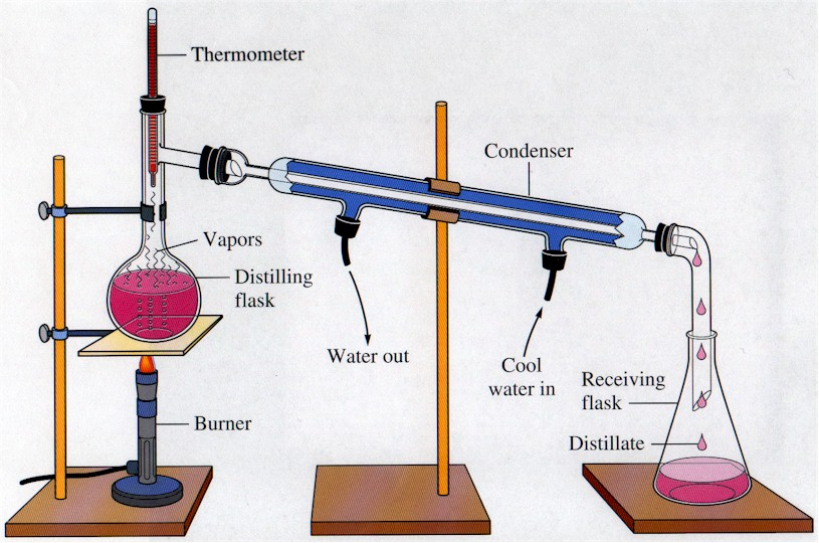 Thermometer
Condenser
Vapors
Distilling
flask
Water out
Cool
water in
Receiving
flask
Burner
Distillate